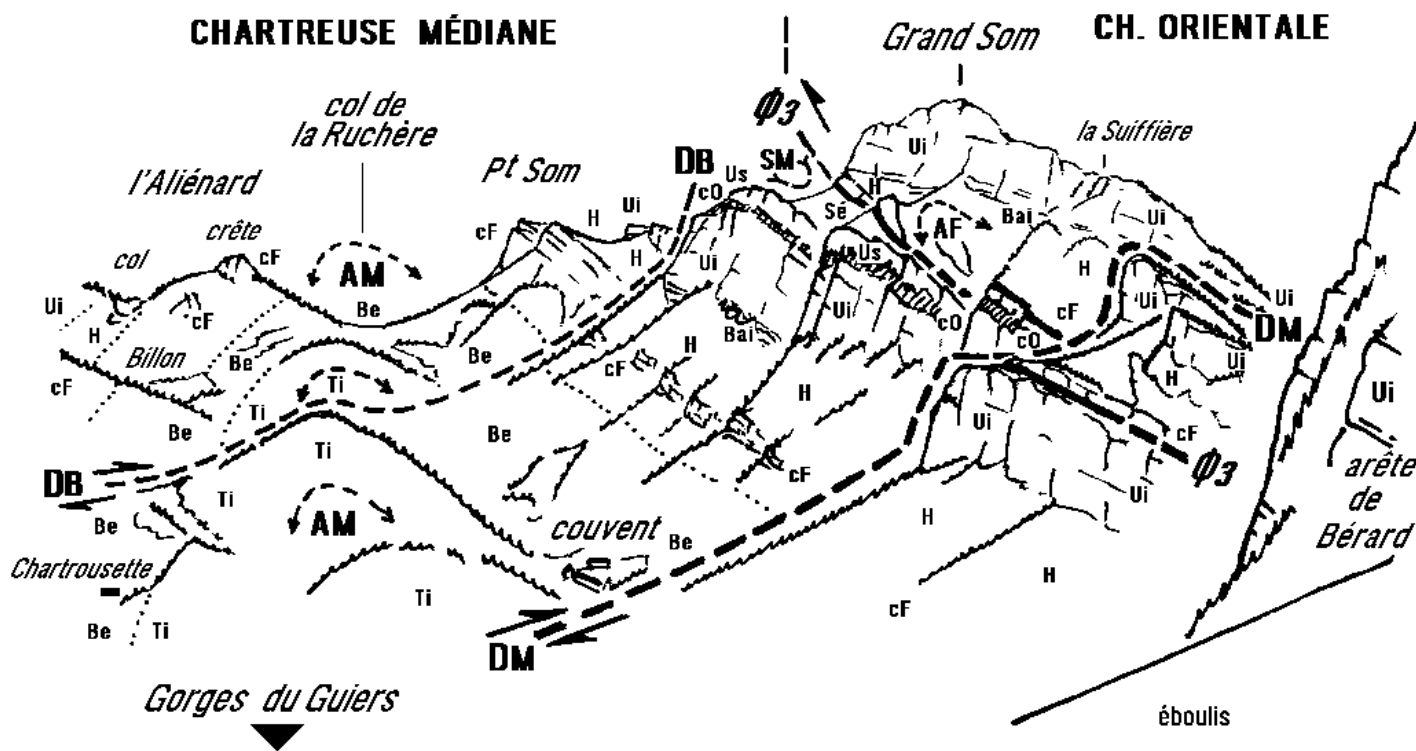 CHARTREUSE MÉDIANE
Grand Som
CH. ORIENTALE
col de
la Ruchère
φ3
la Suiffière
l'Aliénard
Pt Som
DB
SM
Us
cO
Ui
H
Ui
H
cF
crête
cF
col
AM
Sé
AF
Bai
Ui
H
Us
Ui
H
Be
Ui
H
cF
Ui
Ui
Ui
DM
cO
cF
cO
Bai
Billon
Be
Be
H
cF
Ui
H
cF
Ti
Ti
Be
Be
H
Ui
cF
φ3
Ui
Ui
cF
Ti
DB
Ti
AM
Be
couvent
Be
H
arête
de
Bérard
Chartrousette
Ti
H
cF
Be
Ti
DM
Gorges du Guiers
éboulis